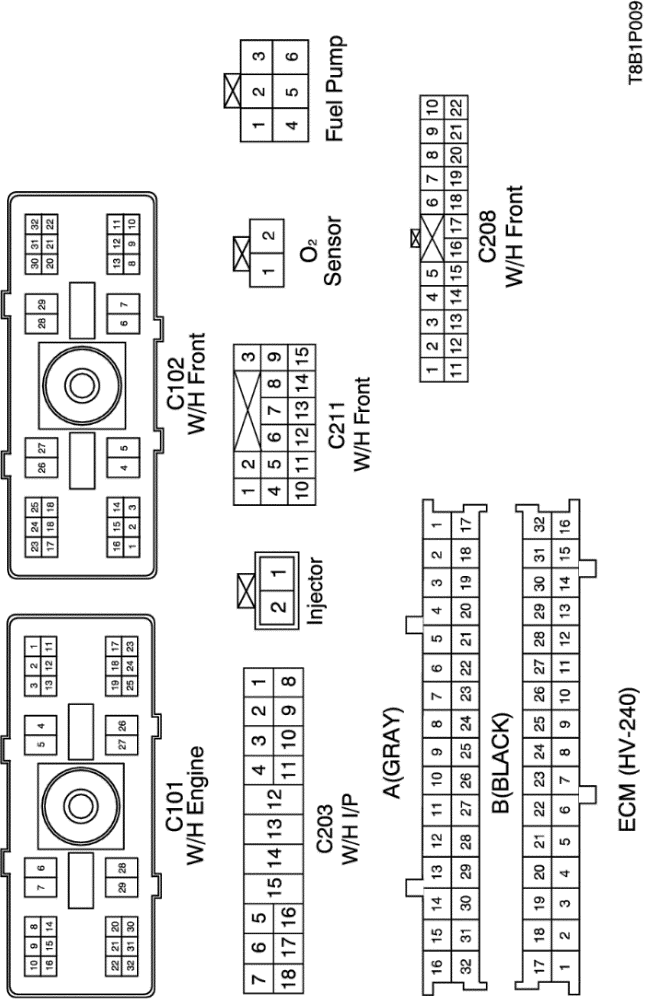 10 9 8 7 6 5 4 3 2 1
16 15 14 13 12 11
22 21 20 29 28 27 26 19 18 17
32 31 30 25 24 23
C101
W/H Engine
23 24 25 26 27 28 29 30 31 32
17 18 18 20 21 22
16 15 14 4 5 6 7 13 12 11
1 2 3 8 9 10
C102
W/H Front
7 6 5 15 14 13 12 4 3 2 1
18 17 16 11 10 9 8
C203
W/H I/P
2 1
Injector
1 2 3
4 5 6 7 8 9
10 11 12 13 14 15
C211
W/H Front
1 2
O₂
Sensor
1 2 3
4 5 6
Fuel Pump
A(GRAY)
16 15 14 13 12 11 10 9 8 7 6 5 4 3 2 1
32 31 30 29 28 27 26 25 24 23 22 21 20 19 18 17
B(BLACK)
17 18 19 20 21 22 23 24 25 26 27 28 29 30 31 32
1 2 3 4 5 6 7 8 9 10 11 12 13 14 15 16
ECM (HV-240)
1 2 3 4 5 6 7 8 9 10
11 12 13 14 15 16 17 18 19 20 21 22
C208
W/H Front
T8B1P009